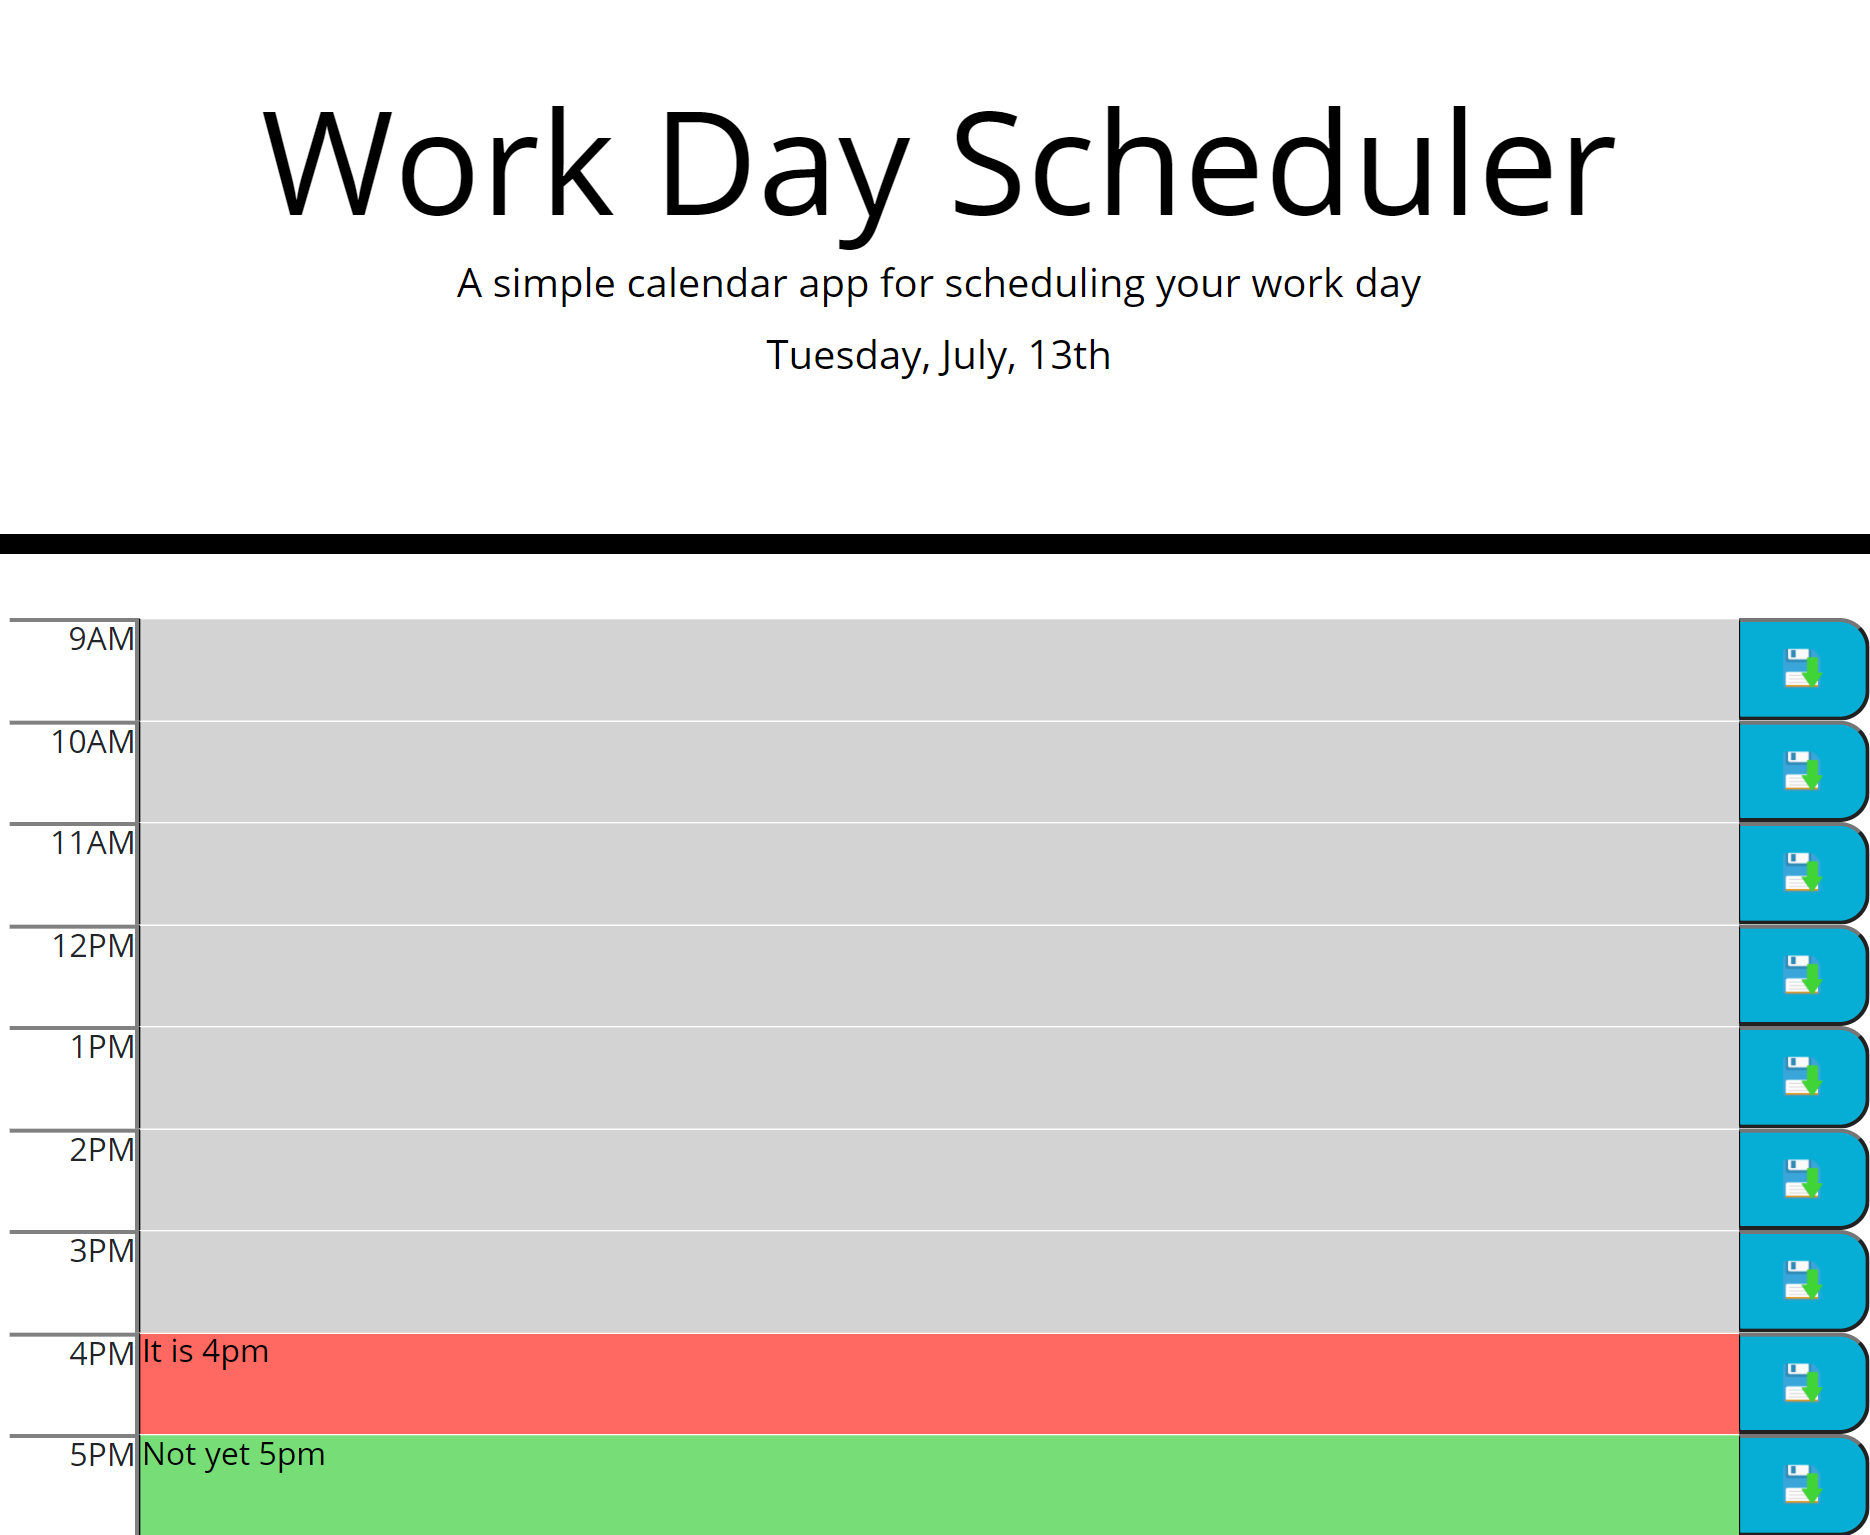 Work Day Scheduler
A simple calendar app for scheduling your work day
Tuesday, July, 13th
9AM
10AM
11AM
12PM
1PM
2PM
3PM
4PM It is 4pm
5PM Not yet 5pm